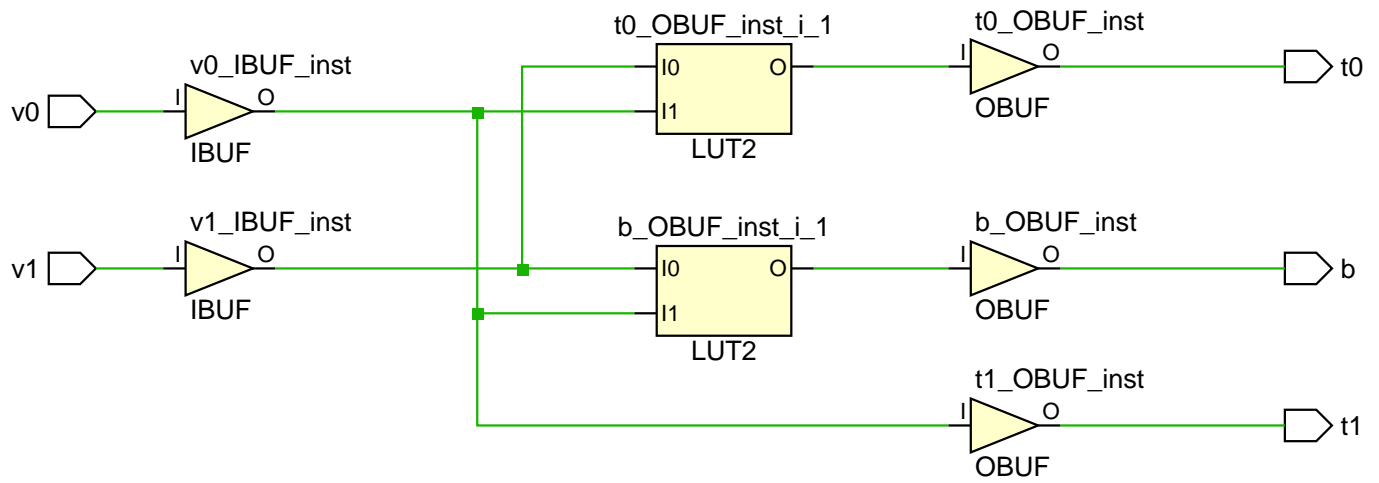 t0_OBUF_inst_i_1
t0_OBUF_inst
v0_IBUF_inst
I0
O
I
O
t0
v0
I
O
I1
OBUF
IBUF
LUT2
v1_IBUF_inst
b_OBUF_inst_i_1
b_OBUF_inst
v1
I
O
I0
O
I
O
b
IBUF
I1
OBUF
LUT2
t1_OBUF_inst
I
O
t1
OBUF